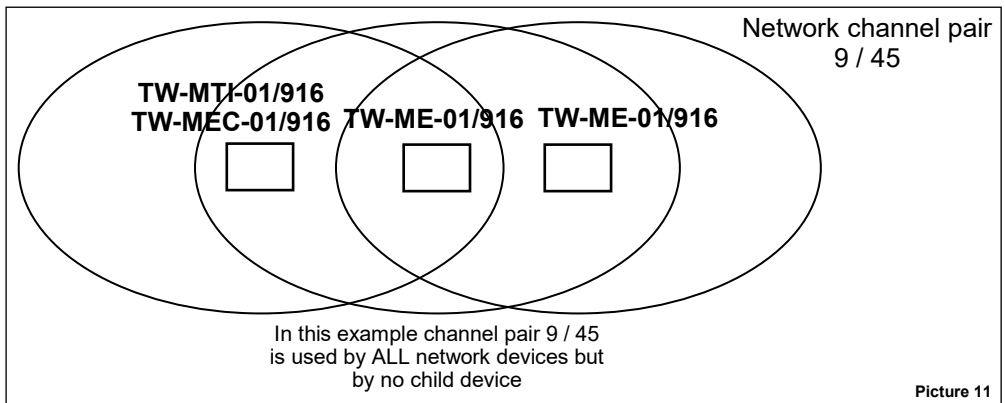 Network channel pair
9 / 45
TW-MTI-01/916
TW-MEC-01/916
TW-ME-01/916
TW-ME-01/916
In this example channel pair 9 / 45
is used by ALL network devices but
by no child device
Picture 11